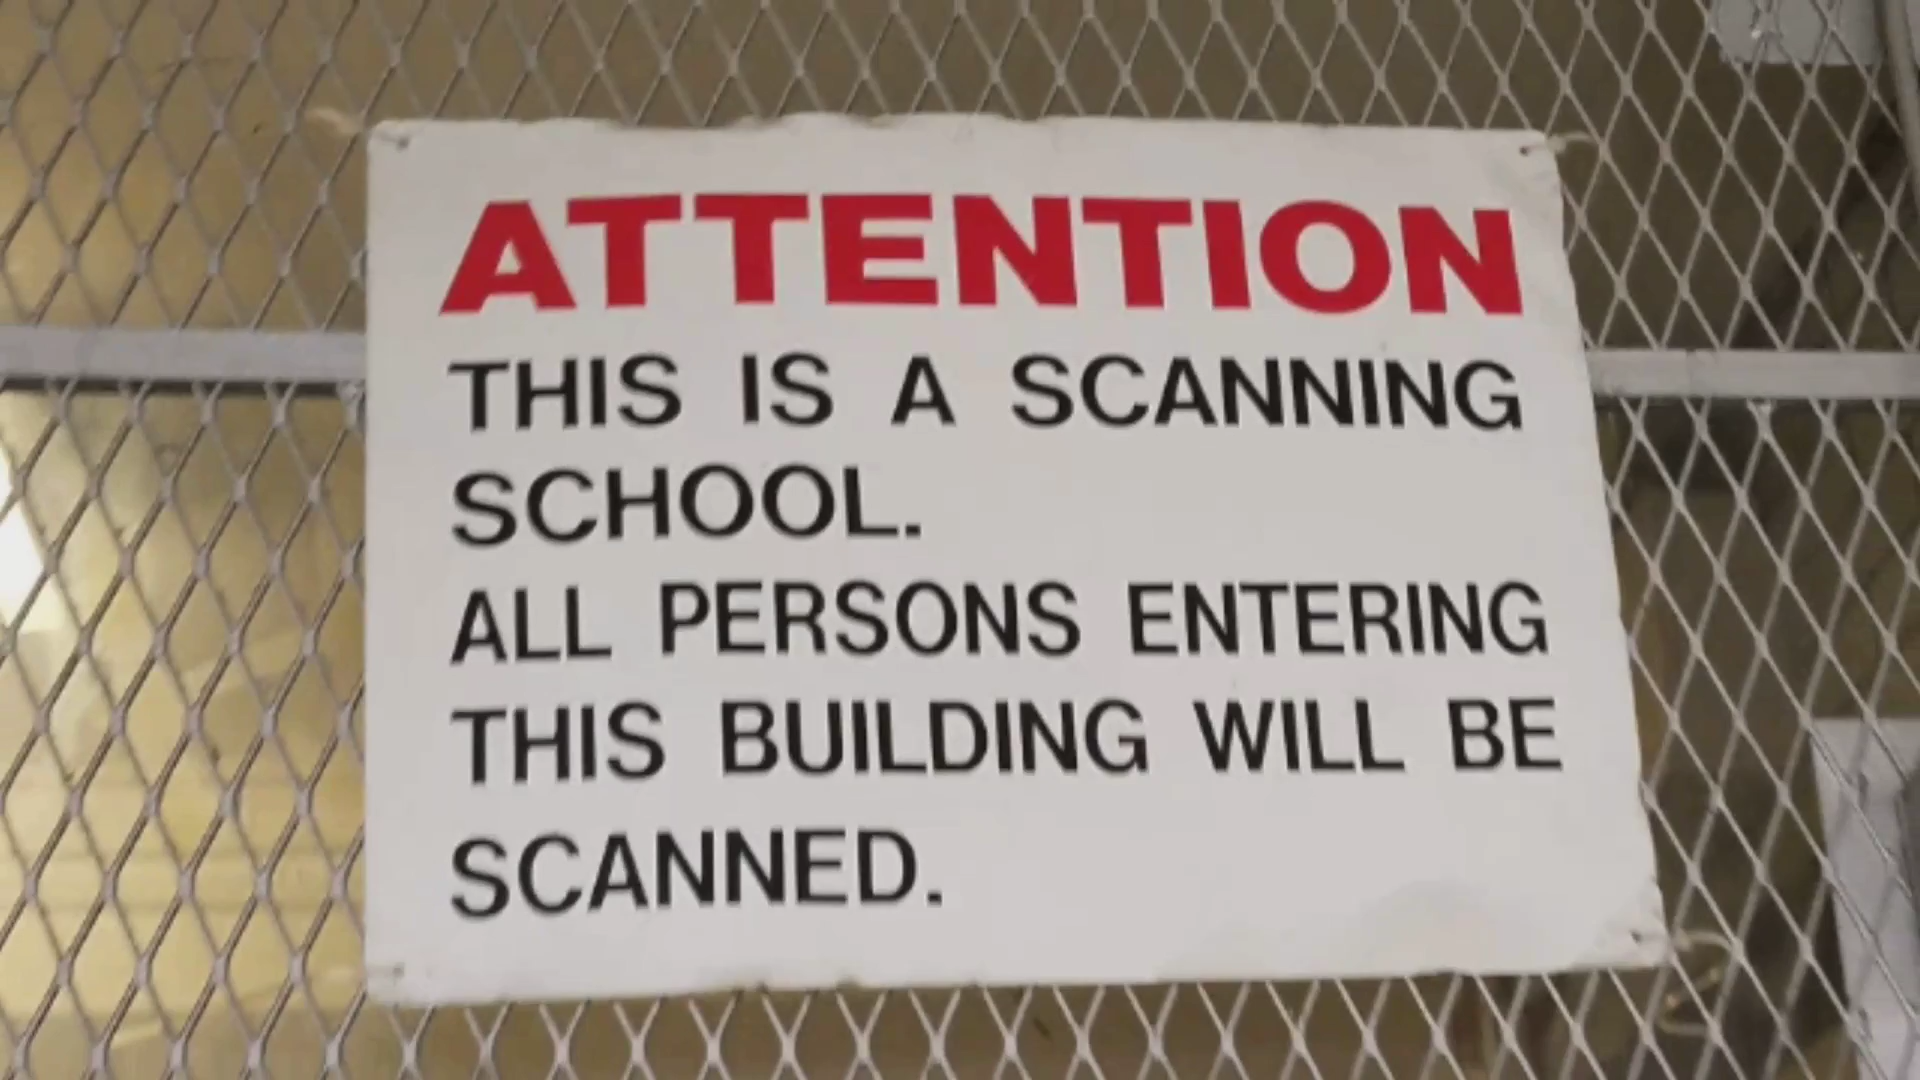 ATTENTION
THIS IS A SCANNING
SCHOOL.
ALL PERSONS ENTERING
THIS BUILDING WILL BE
SCANNED.